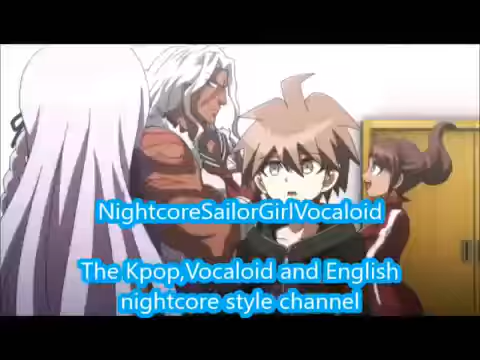 NightcoreSailorGirlVocaloid
The Kpop,Vocaloid and English
nightcore style channel